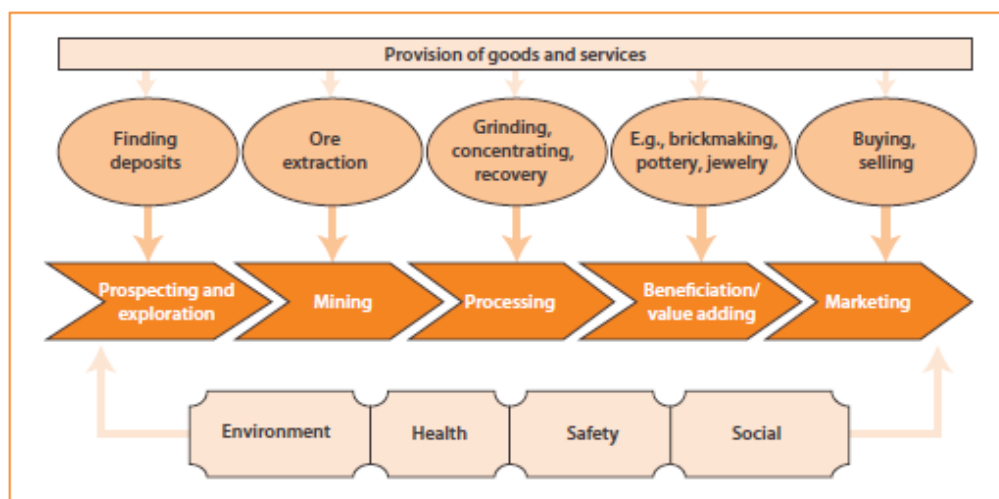 Provision of goods and services
Finding
deposits
Ore
extraction
Grinding,
concentrating,
recovery
E.g., brickmaking,
pottery, jewelry
Buying,
selling
Prospecting and
exploration
Mining
Processing
Beneficiation/
value adding
Marketing
Environment
Health
Safety
Social